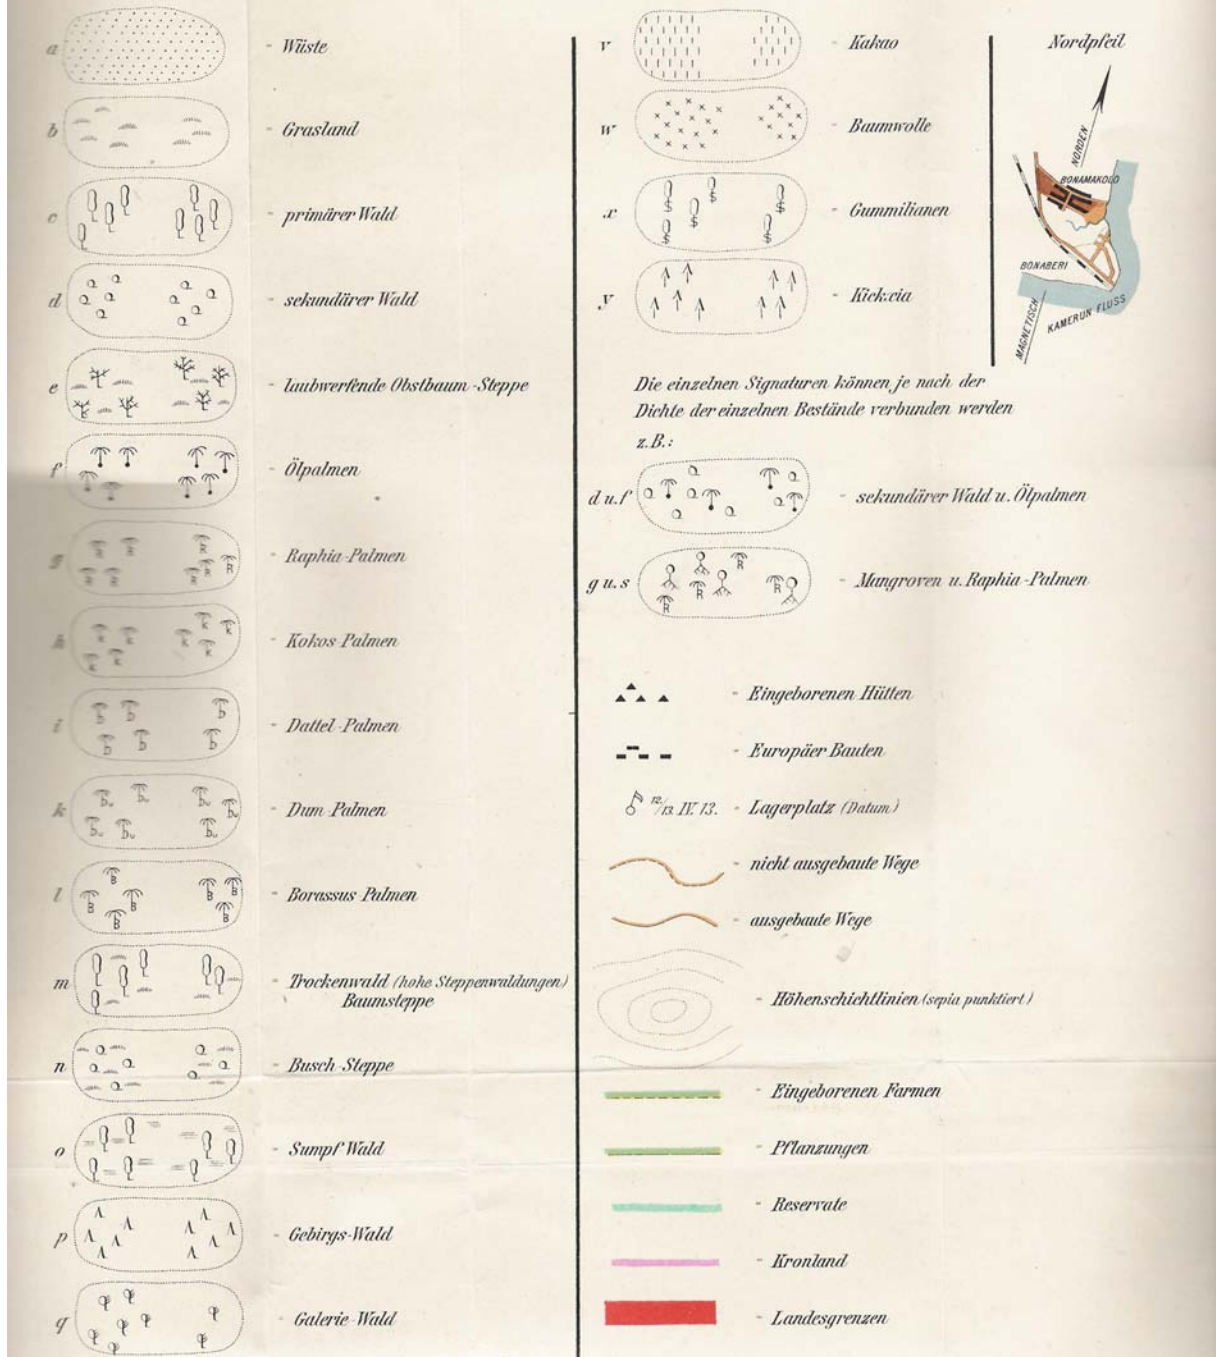 a - Wüste
b - Grasland
c - primärer Wald
d - sekundärer Wald
e - laubwerfende Obstbaum-Steppe
f - Ölpalmen
g - Raphia-Palmen
h - Kokos-Palmen
i - Dattel-Palmen
k - Dum-Palmen
l - Borassus-Palmen
m - Trockenwald (hohe Steppenwaldungen)
Baumsteppe
n - Busch-Steppe
o - Sumpf-Wald
p - Gebirgs-Wald
q - Galerie-Wald
v - Kakao
w - Baumwolle
x - Gummilianen
y - Kickxia
Nordpfeil
NORDEN
BONAMAKOLO
BONABERI
MAGNETISCH
KAMERUN FLUSS
Die einzelnen Signaturen können je nach der
Dichte der einzelnen Bestände verbunden werden
z.B.:
d u. f - sekundärer Wald u. Ölpalmen
g u. s - Mangroven u. Raphia-Palmen
- Eingeborenen Hütten
- Europäer Bauten
12/13. IV. 13. - Lagerplatz (Datum)
- nicht ausgebaute Wege
- ausgebaute Wege
- Höhenschichtlinien (sepia punktiert)
- Eingeborenen Farmen
- Pflanzungen
- Reservate
- Kronland
- Landesgrenzen